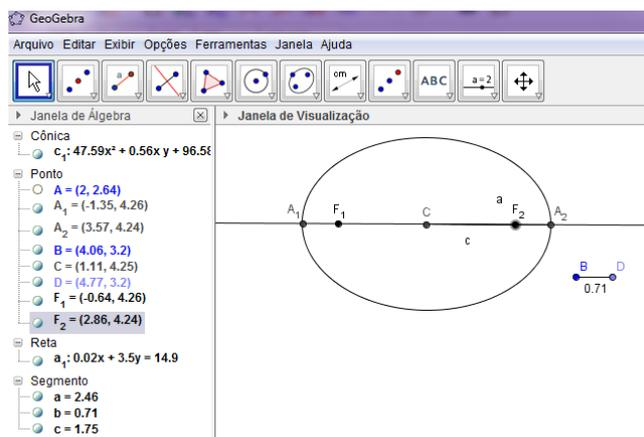 GeoGebra
Arquivo Editar Exibir Opções Ferramentas Janela Ajuda
a
cm
ABC
a=2
Janela de Álgebra
Janela de Visualização
Cônica
c₁: 47.59x² + 0.56x y + 96.58
Ponto
A = (2, 2.64)
A₁ = (-1.35, 4.26)
A₂ = (3.57, 4.24)
B = (4.06, 3.2)
C = (1.11, 4.25)
D = (4.77, 3.2)
F₁ = (-0.64, 4.26)
F₂ = (2.86, 4.24)
Reta
a₁: 0.02x + 3.5y = 14.9
Segmento
a = 2.46
b = 0.71
c = 1.75
a
A₁ F₁ C F₂ A₂
c
B D
0.71